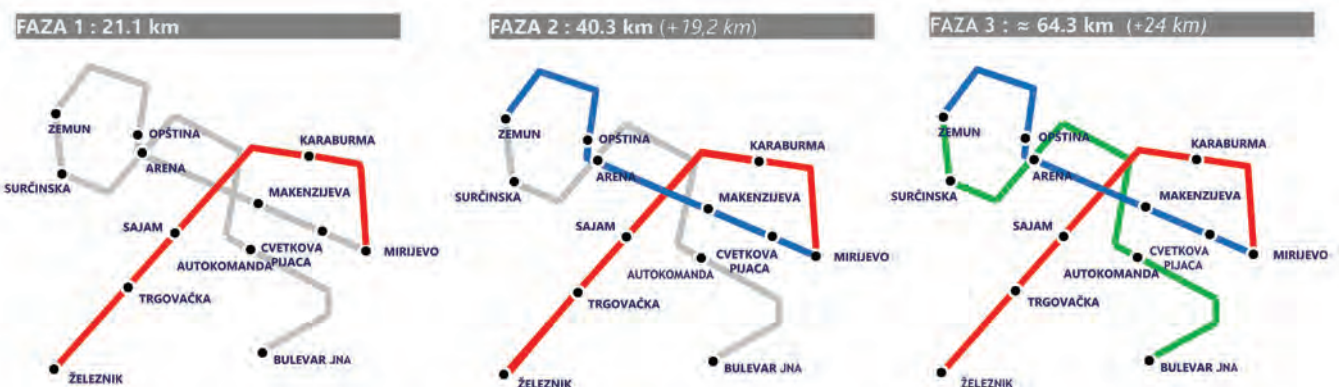 FAZA 1 : 21.1 km
ZEMUN
OPŠTINA
KARABURMA
ARENA
SURČINSKA
MAKENZIJEVA
SAJAM
CVETKOVA
PIJACA
MIRIJEVO
AUTOKOMANDA
TRGOVAČKA
BULEVAR JNA
ŽELEZNIK
FAZA 2 : 40.3 km (+19,2 km)
ZEMUN
OPŠTINA
KARABURMA
ARENA
SURČINSKA
MAKENZIJEVA
SAJAM
CVETKOVA
PIJACA
MIRIJEVO
AUTOKOMANDA
TRGOVAČKA
BULEVAR JNA
ŽELEZNIK
FAZA 3 : ≈ 64.3 km (+24 km)
ZEMUN
OPŠTINA
KARABURMA
ARENA
SURČINSKA
MAKENZIJEVA
SAJAM
CVETKOVA
PIJACA
MIRIJEVO
AUTOKOMANDA
TRGOVAČKA
BULEVAR JNA
ŽELEZNIK